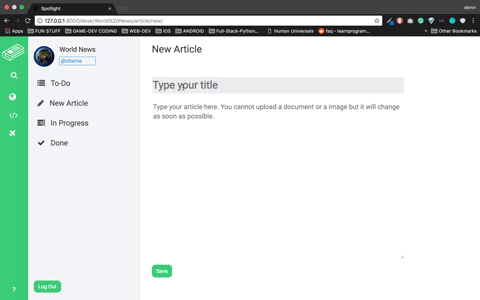 Spotlight
demo
127.0.0.1:8000/desk/World%20News/article/new/
Apps
FUN STUFF
GAME-DEV CODING
WEB-DEV
IOS
ANDROID
Full-Stack-Python...
Human Universals
faq - learnprogram...
Other Bookmarks
World News
@obama
To-Do
New Article
In Progress
Done
Log Out
?
New Article
Type your title
Type your article here. You cannot upload a document or a image but it will change
as soon as possible.
Save